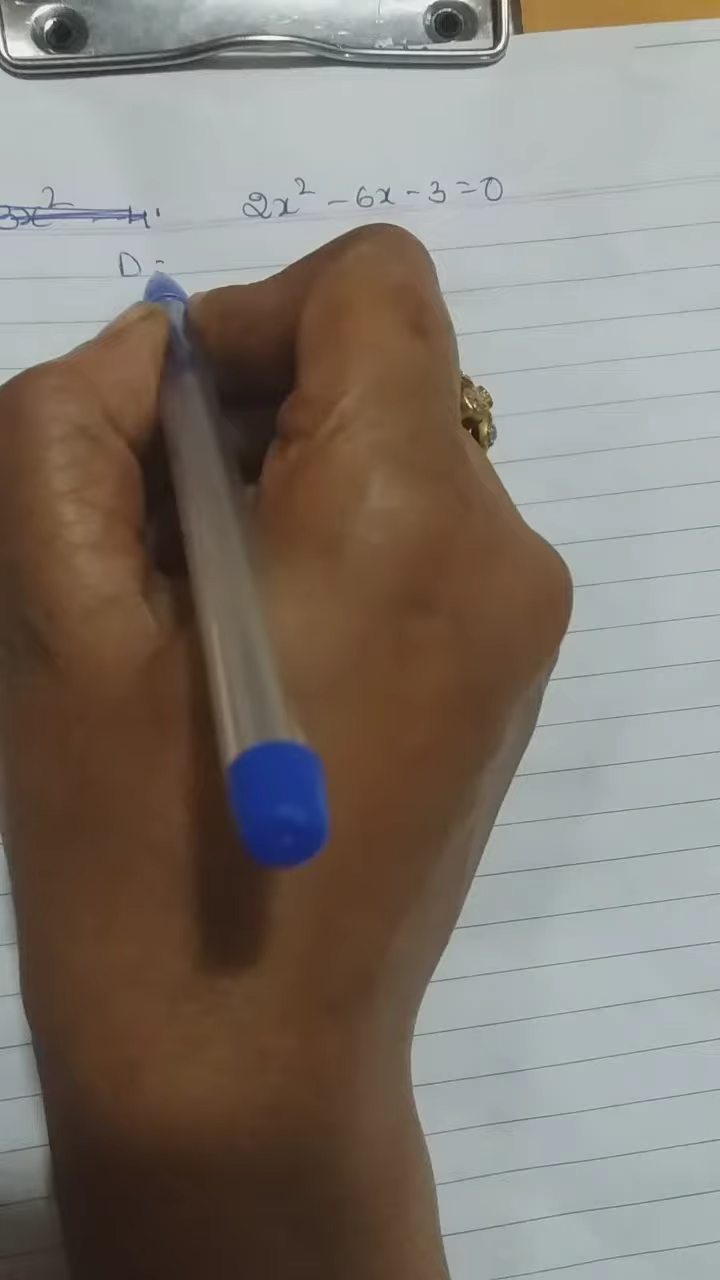 2x² - 6x - 3 = 0
D =